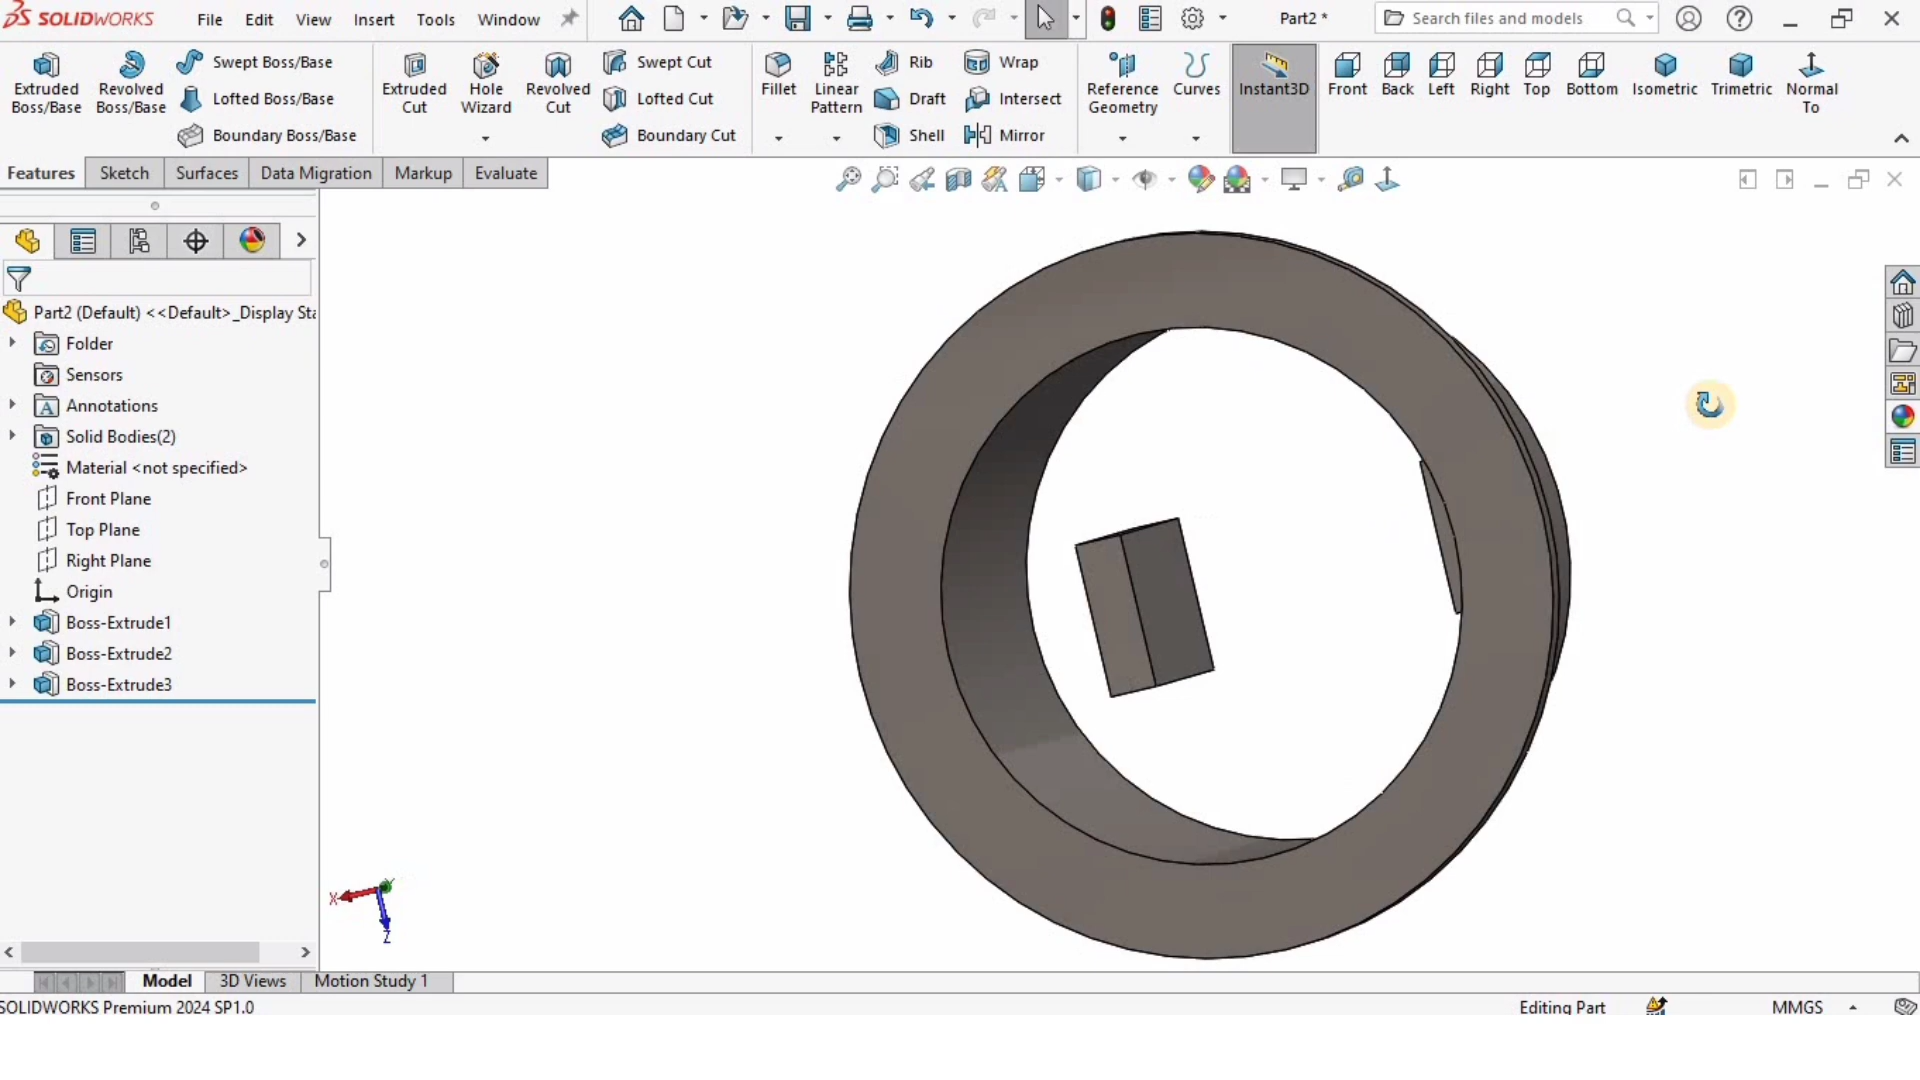 SOLIDWORKS File Edit View Insert Tools Window Part2 * Search files and models
Extruded Boss/Base
Revolved Boss/Base
Swept Boss/Base
Lofted Boss/Base
Boundary Boss/Base
Extruded Cut
Hole Wizard
Revolved Cut
Swept Cut
Lofted Cut
Boundary Cut
Fillet
Linear Pattern
Rib
Draft
Shell
Wrap
Intersect
Mirror
Reference Geometry
Curves
Instant3D
Front
Back
Left
Right
Top
Bottom
Isometric
Trimetric
Normal To
Features Sketch Surfaces Data Migration Markup Evaluate
Part2 (Default) <<Default>_Display Sta
Folder
Sensors
Annotations
Solid Bodies(2)
Material <not specified>
Front Plane
Top Plane
Right Plane
Origin
Boss-Extrude1
Boss-Extrude2
Boss-Extrude3
X
Y
Z
Model 3D Views Motion Study 1
SOLIDWORKS Premium 2024 SP1.0 Editing Part MMGS